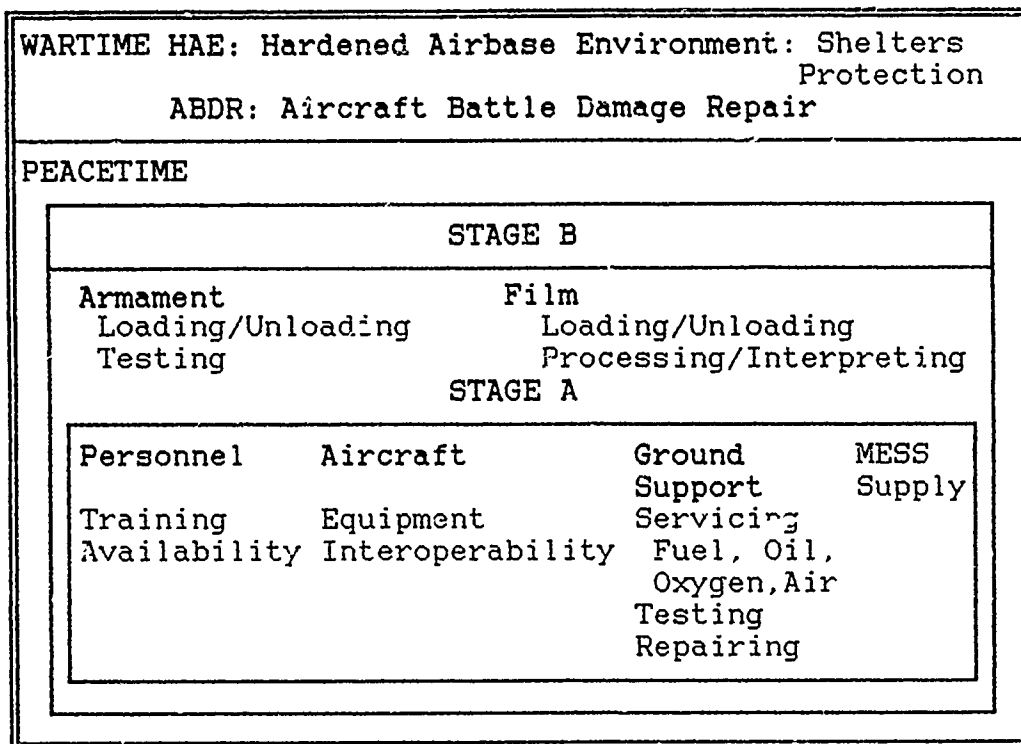 WARTIME HAE: Hardened Airbase Environment: Shelters
Protection
ABDR: Aircraft Battle Damage Repair
PEACETIME
STAGE B
Armament Film
Loading/Unloading Loading/Unloading
Testing Processing/Interpreting
STAGE A
Personnel Aircraft Ground MESS
Support Supply
Training Equipment Servicing
Availability Interoperability Fuel, Oil,
Oxygen,Air
Testing
Repairing